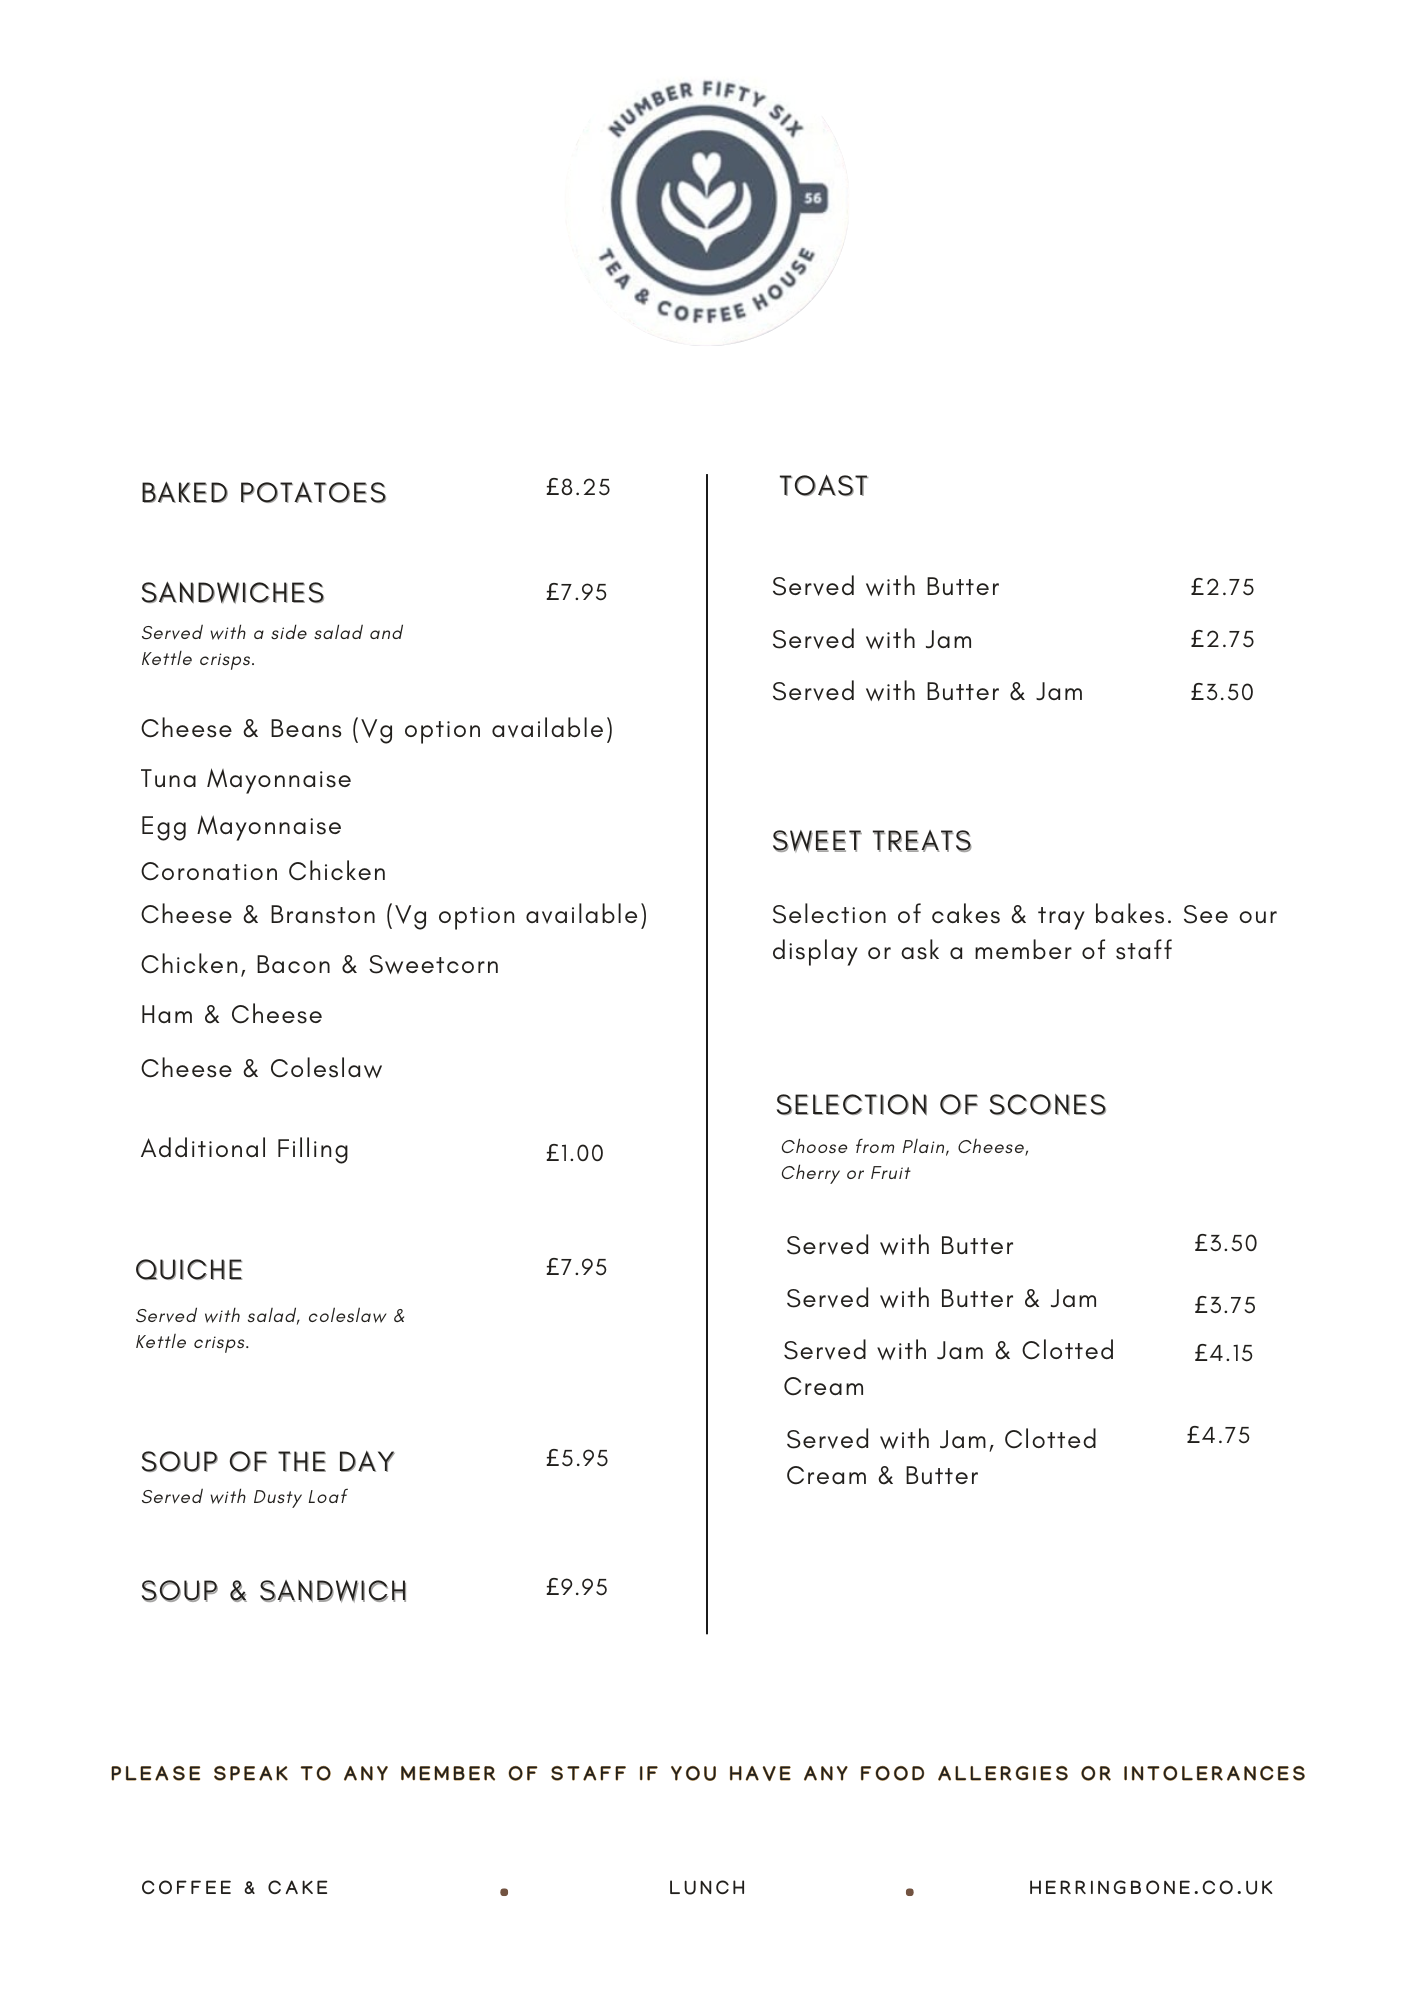 NUMBER FIFTY SIX
56
TEA & COFFEE HOUSE
BAKED POTATOES £8.25
SANDWICHES £7.95
Served with a side salad and
Kettle crisps.
Cheese & Beans (Vg option available)
Tuna Mayonnaise
Egg Mayonnaise
Coronation Chicken
Cheese & Branston (Vg option available)
Chicken, Bacon & Sweetcorn
Ham & Cheese
Cheese & Coleslaw
Additional Filling £1.00
QUICHE £7.95
Served with salad, coleslaw &
Kettle crisps.
SOUP OF THE DAY £5.95
Served with Dusty Loaf
SOUP & SANDWICH £9.95
TOAST
Served with Butter £2.75
Served with Jam £2.75
Served with Butter & Jam £3.50
SWEET TREATS
Selection of cakes & tray bakes. See our
display or ask a member of staff
SELECTION OF SCONES
Choose from Plain, Cheese,
Cherry or Fruit
Served with Butter £3.50
Served with Butter & Jam £3.75
Served with Jam & Clotted £4.15
Cream
Served with Jam, Clotted £4.75
Cream & Butter
PLEASE SPEAK TO ANY MEMBER OF STAFF IF YOU HAVE ANY FOOD ALLERGIES OR INTOLERANCES
COFFEE & CAKE • LUNCH • HERRINGBONE.CO.UK